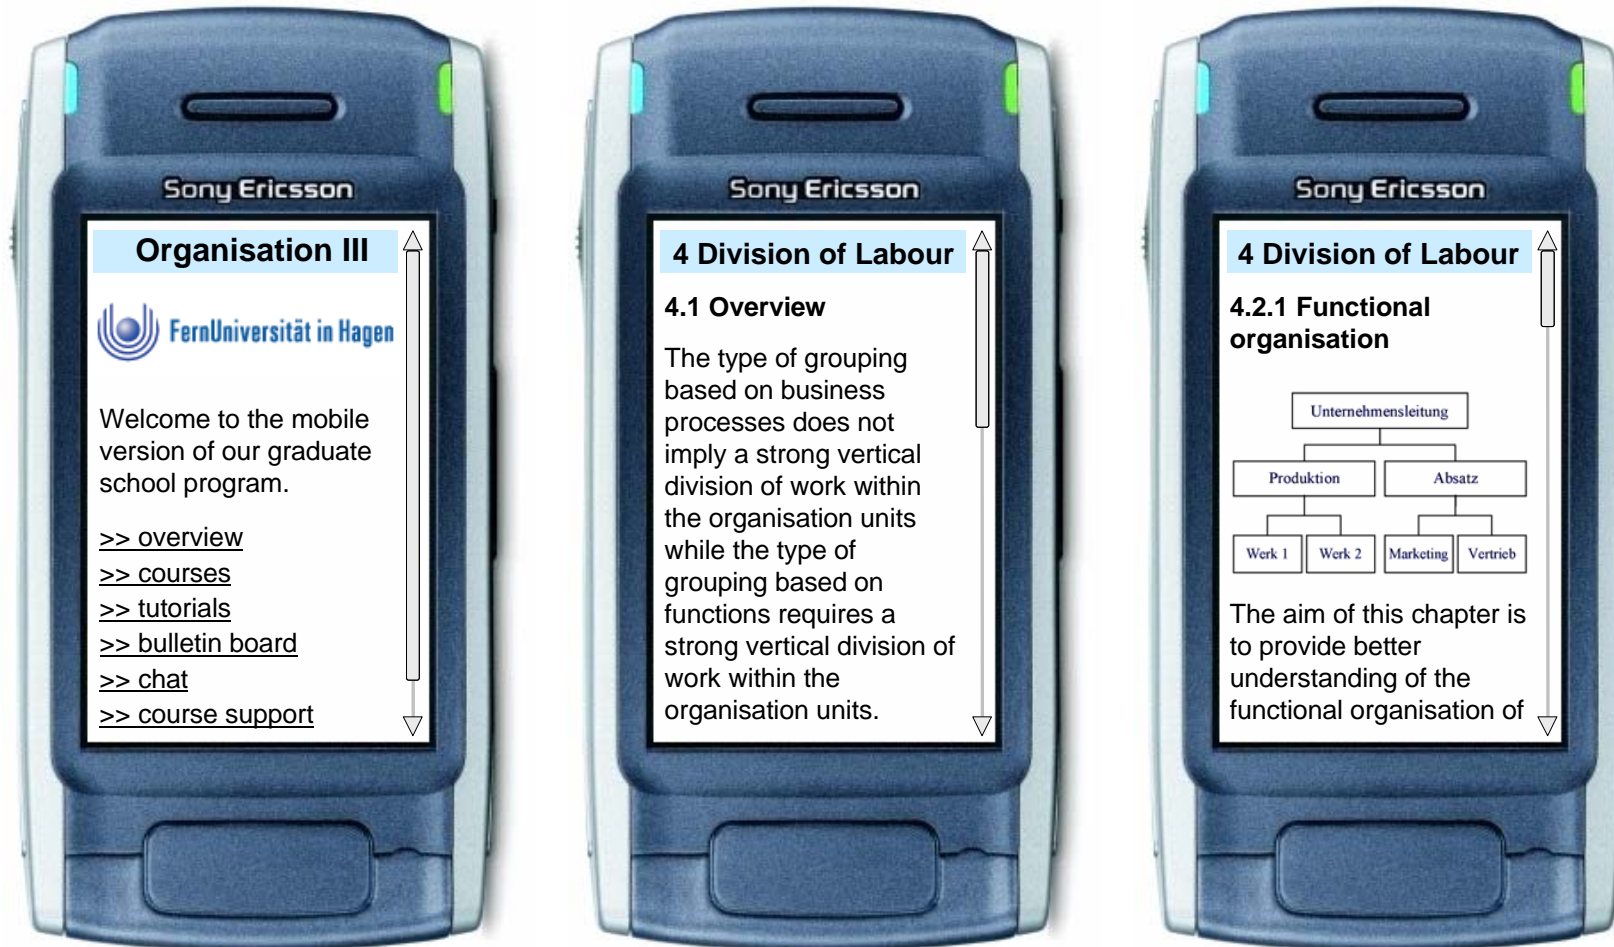 Sony Ericsson
Organisation III
FernUniversität in Hagen
Welcome to the mobile
version of our graduate
school program.
>> overview
>> courses
>> tutorials
>> bulletin board
>> chat
>> course support
Sony Ericsson
4 Division of Labour
4.1 Overview
The type of grouping
based on business
processes does not
imply a strong vertical
division of work within
the organisation units
while the type of
grouping based on
functions requires a
strong vertical division of
work within the
organisation units.
Sony Ericsson
4 Division of Labour
4.2.1 Functional
organisation
Unternehmensleitung
Produktion Absatz
Werk 1 Werk 2 Marketing Vertrieb
The aim of this chapter is
to provide better
understanding of the
functional organisation of